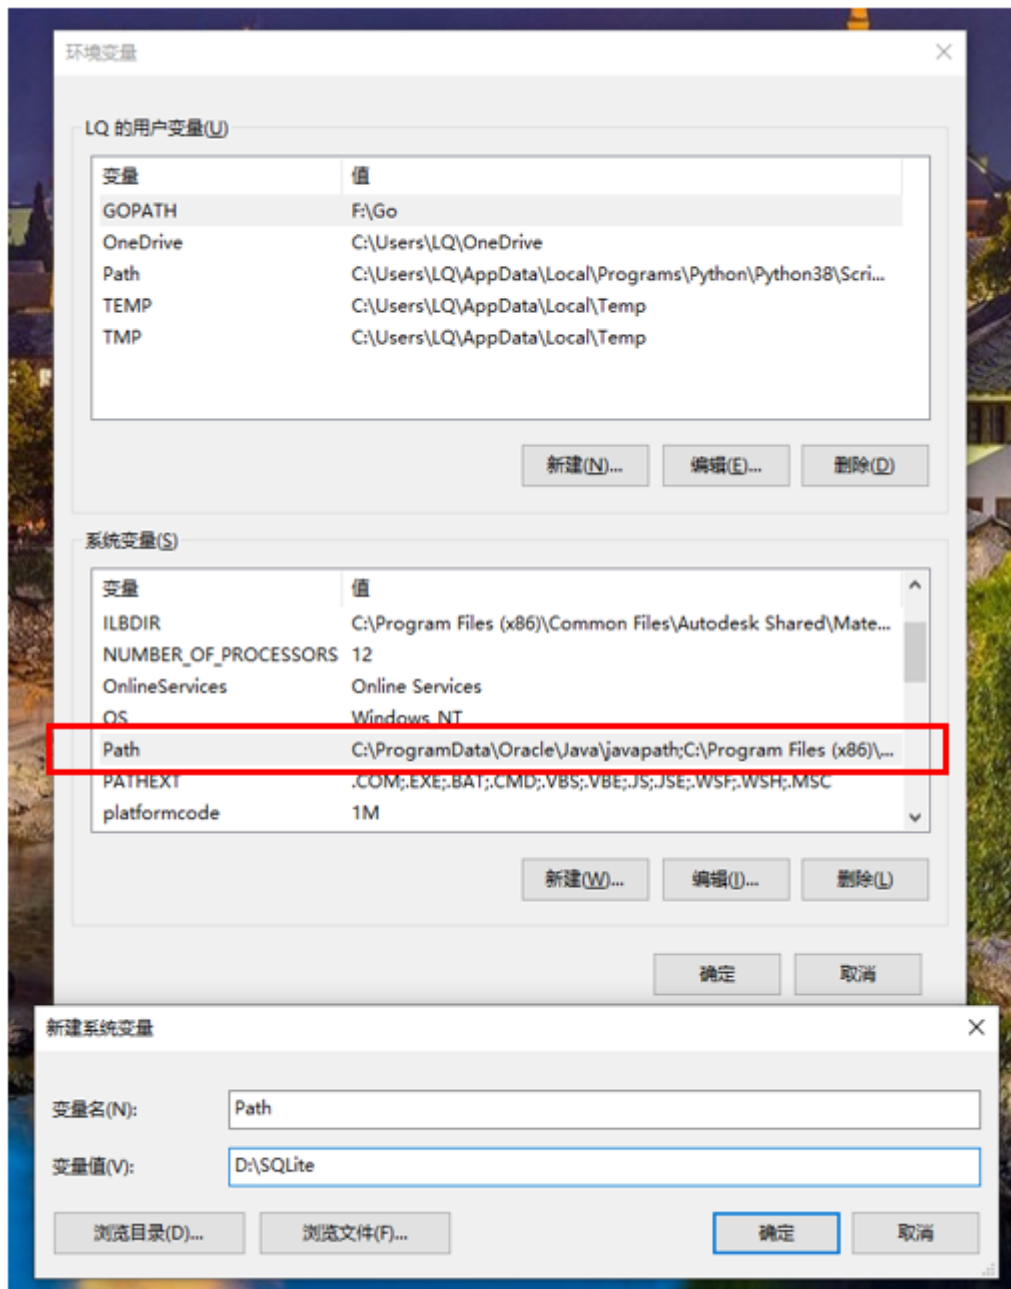 环境变量
LQ 的用户变量(U)
变量 值
GOPATH F:\Go
OneDrive C:\Users\LQ\OneDrive
Path C:\Users\LQ\AppData\Local\Programs\Python\Python38\Scri...
TEMP C:\Users\LQ\AppData\Local\Temp
TMP C:\Users\LQ\AppData\Local\Temp
新建(N)... 编辑(E)... 删除(D)
系统变量(S)
变量 值
ILBDIR C:\Program Files (x86)\Common Files\Autodesk Shared\Mate...
NUMBER_OF_PROCESSORS 12
OnlineServices Online Services
OS Windows_NT
Path C:\ProgramData\Oracle\Java\javapath;C:\Program Files (x86)\...
PATHEXT .COM;.EXE;.BAT;.CMD;.VBS;.VBE;.JS;.JSE;.WSF;.WSH;.MSC
platformcode 1M
新建(W)... 编辑(I)... 删除(L)
确定 取消
新建系统变量
变量名(N): Path
变量值(V): D:\SQLite
浏览目录(D)... 浏览文件(F)... 确定 取消